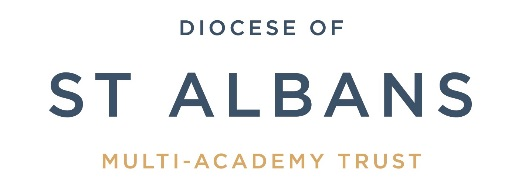 DIOCESE OF
ST ALBANS
MULTI-ACADEMY TRUST